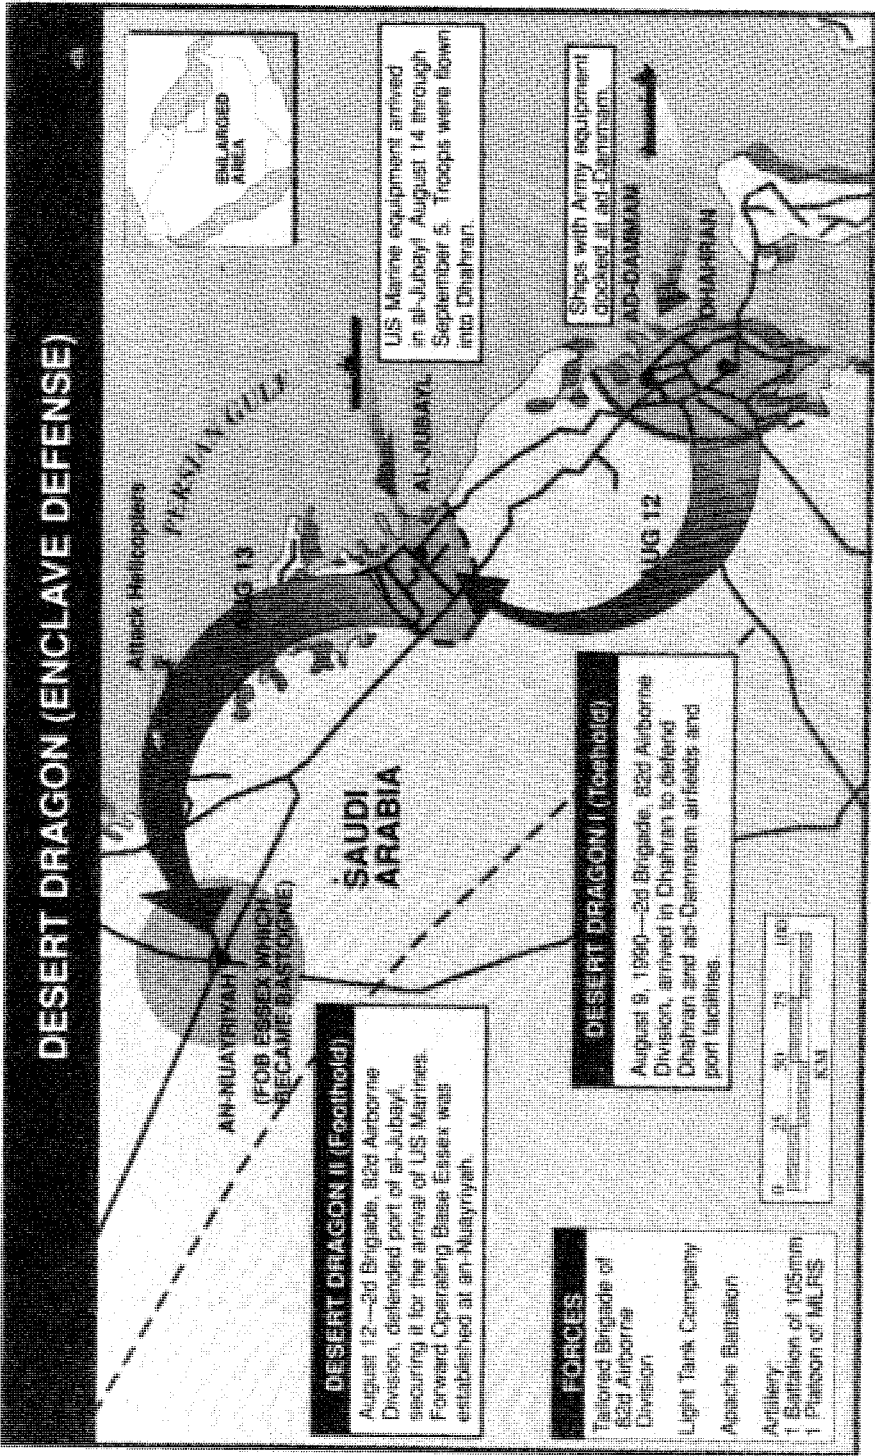 DESERT DRAGON (ENCLAVE DEFENSE)
Attack Helicopters
PERSIAN GULF
ENLARGED
AREA
AUG 13
US Marine equipment arrived
in al-Jubayl August 14 through
September 5. Troops were flown
into Dhahran.
AL-JUBAYL
AN-NUAYRIYAH
(FOB ESSEX WHICH
BECAME BASTOGNE)
SAUDI
ARABIA
Ships with Army equipment
docked at ad-Dammam.
AD-DAMMAM
DHAHRAN
AUG 12
DESERT DRAGON II (Foothold)
August 12—2d Brigade, 82d Airborne
Division, defended port of al-Jubayl,
securing it for the arrival of US Marines.
Forward Operating Base Essex was
established at an-Nuayriyah.
DESERT DRAGON I (Toehold)
August 9, 1990—2d Brigade, 82d Airborne
Division, arrived in Dhahran to defend
Dhahran and ad-Dammam airfields and
port facilities.
FORCES
Tailored Brigade of
82d Airborne
Division
Light Tank Company
Apache Battalion
Artillery
1 Battalion of 105mm
1 Platoon of MLRS
0 25 50 75 100
KM